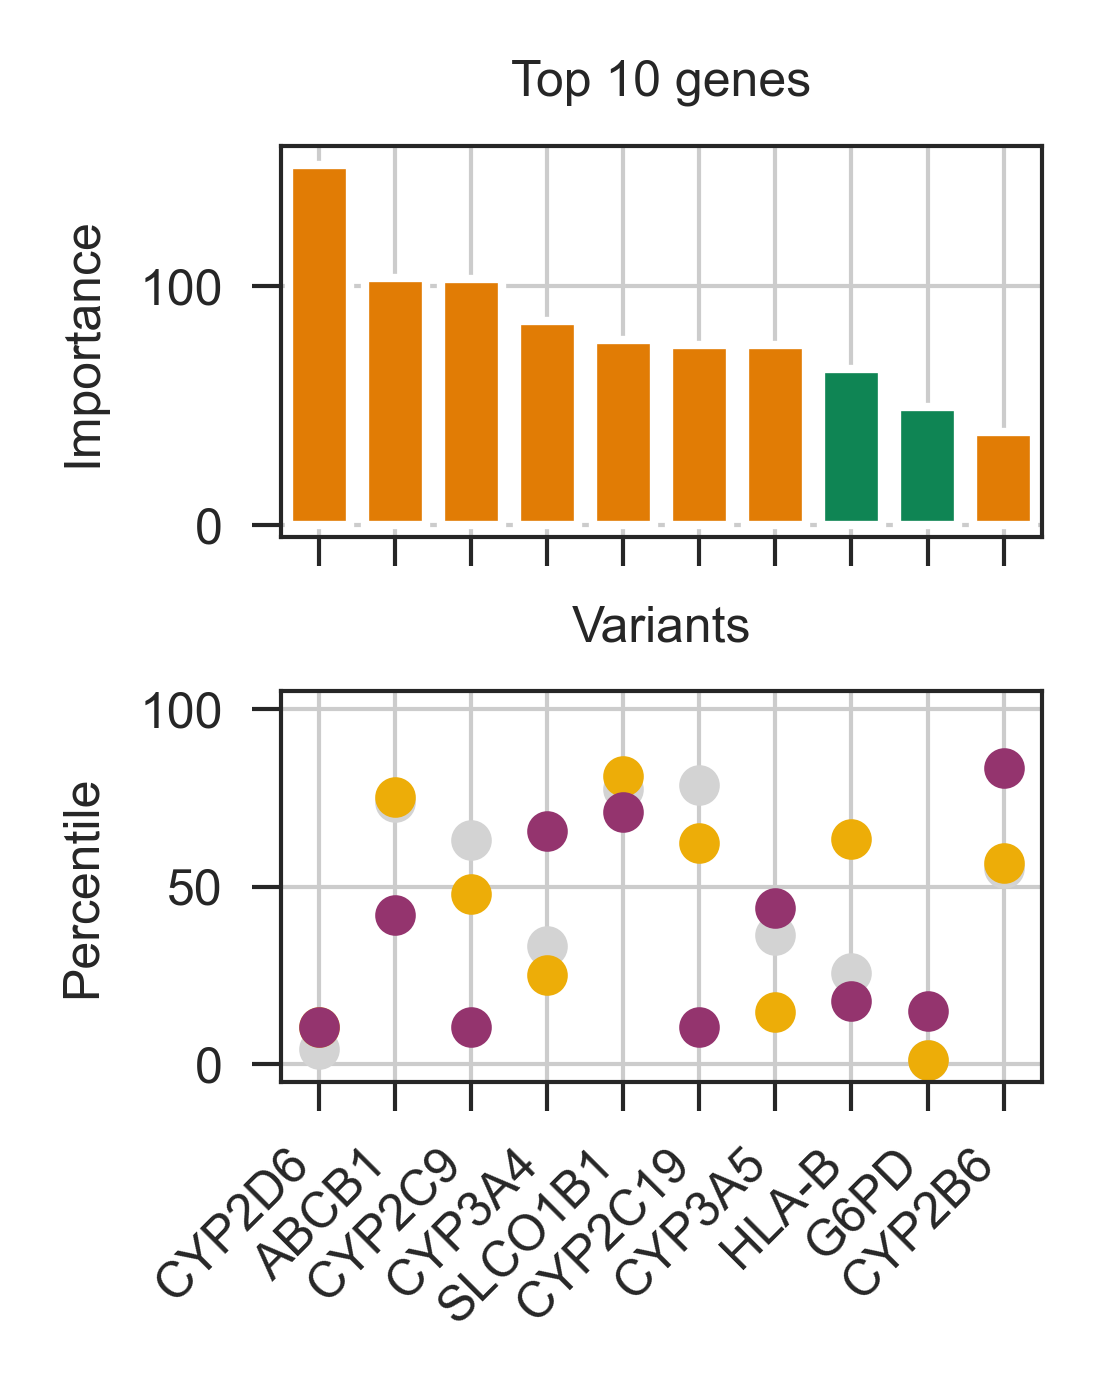 Top 10 genes
Importance
100
0
Variants
Percentile
100
50
0
CYP2D6
ABCB1
CYP2C9
CYP3A4
SLCO1B1
CYP2C19
CYP3A5
HLA-B
G6PD
CYP2B6